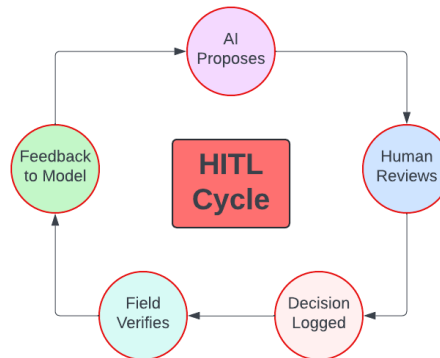 AI
Proposes
Human
Reviews
Decision
Logged
Field
Verifies
Feedback
to Model
HITL
Cycle